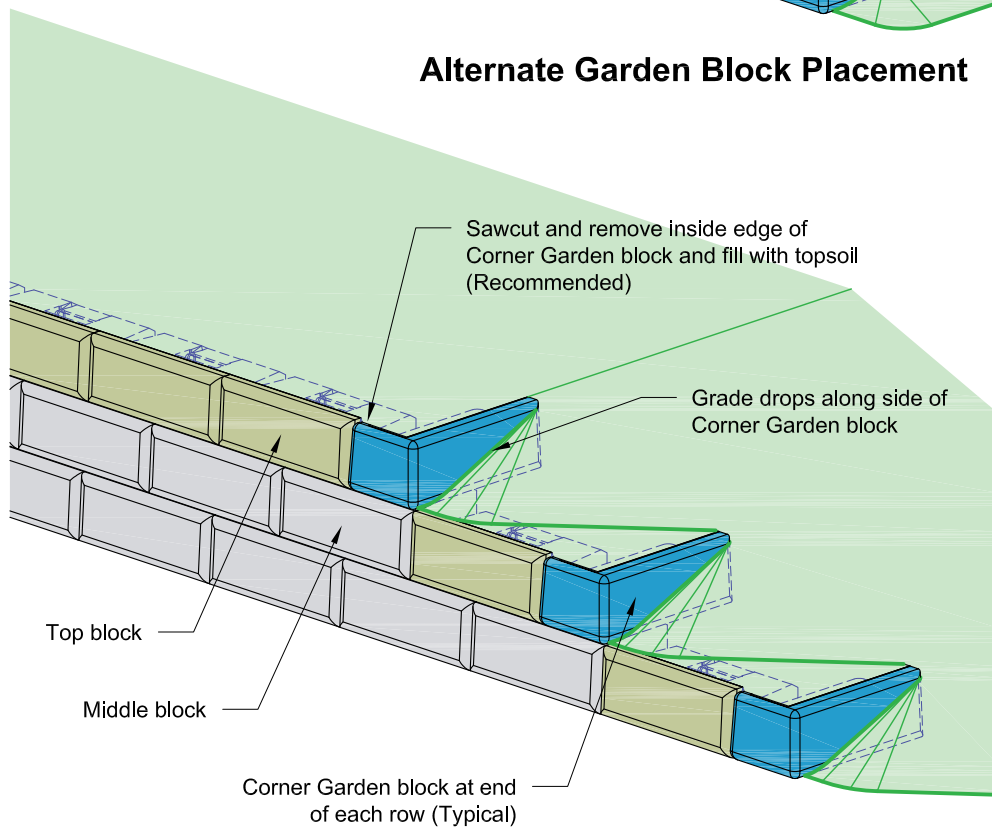 Alternate Garden Block Placement
Sawcut and remove inside edge of
Corner Garden block and fill with topsoil
(Recommended)
Grade drops along side of
Corner Garden block
Top block
Middle block
Corner Garden block at end
of each row (Typical)